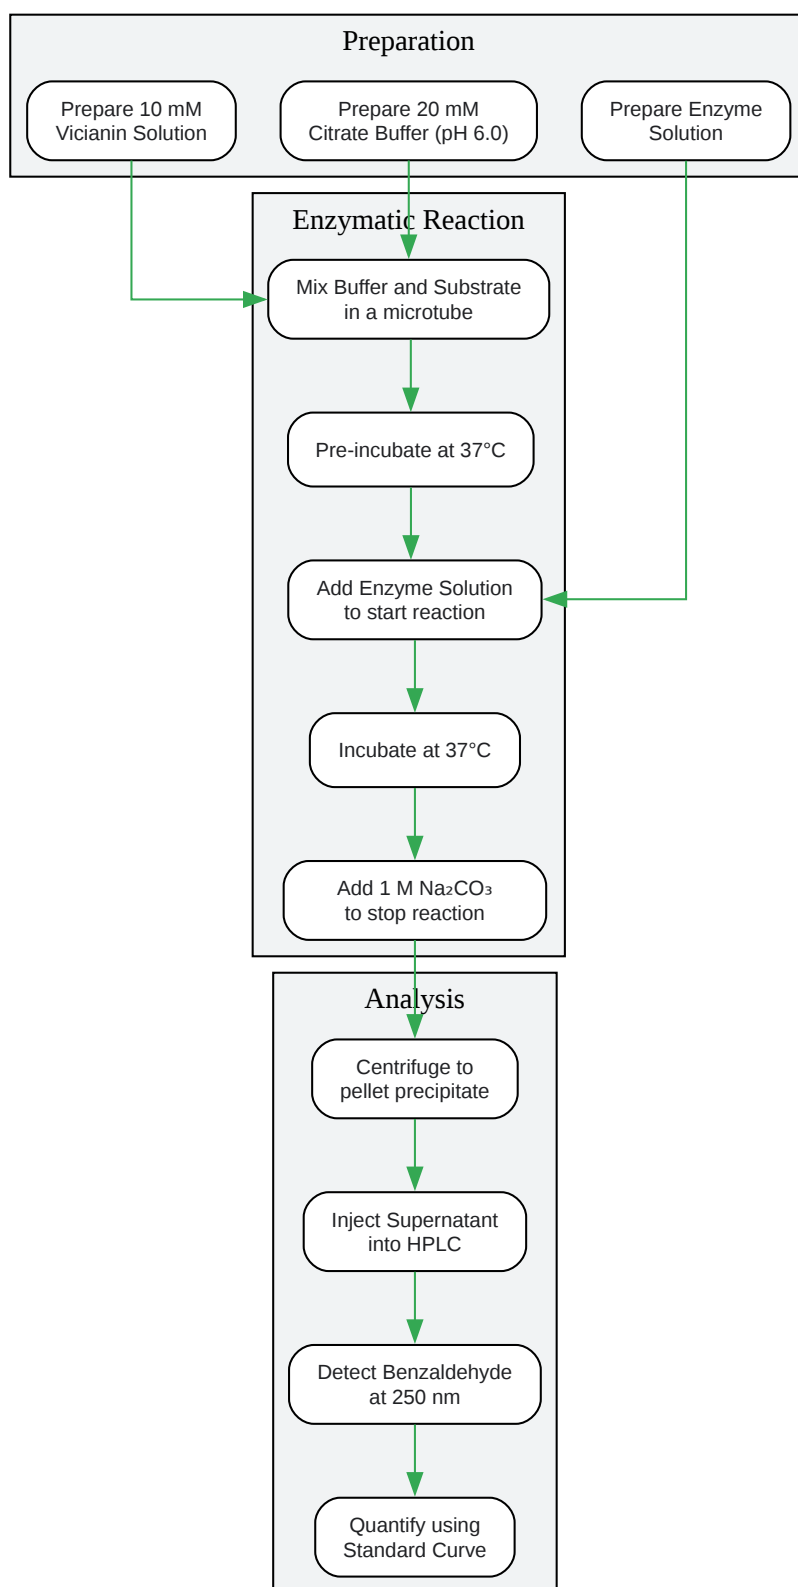 Preparation
Prepare 10 mM
Vicianin Solution
Prepare 20 mM
Citrate Buffer (pH 6.0)
Prepare Enzyme
Solution
Enzymatic Reaction
Mix Buffer and Substrate
in a microtube
Pre-incubate at 37°C
Add Enzyme Solution
to start reaction
Incubate at 37°C
Add 1 M Na₂CO₃
to stop reaction
Analysis
Centrifuge to
pellet precipitate
Inject Supernatant
into HPLC
Detect Benzaldehyde
at 250 nm
Quantify using
Standard Curve